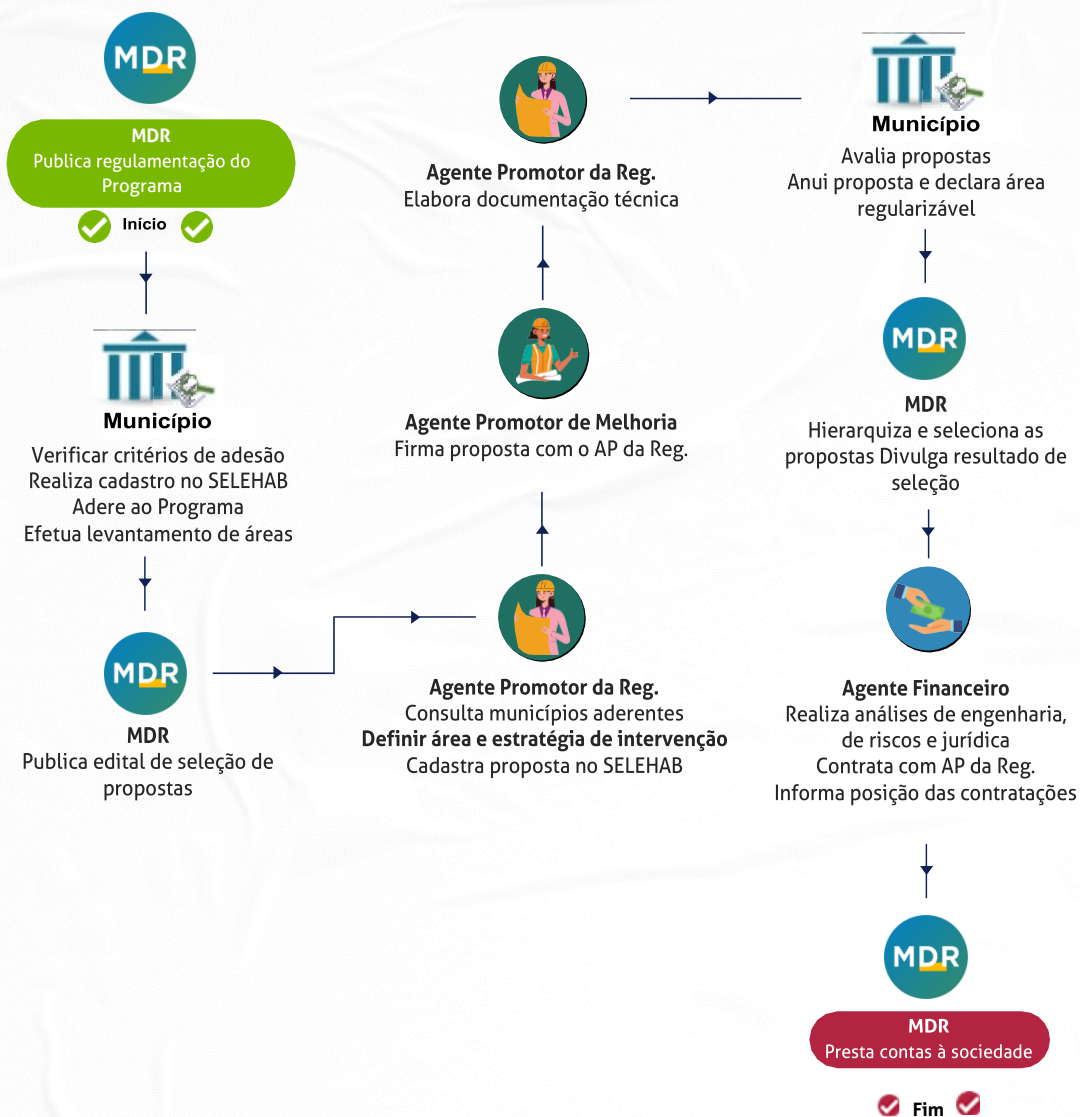 MDR
MDR
Publica regulamentação do
Programa
Início
Município
Verificar critérios de adesão
Realiza cadastro no SELEHAB
Adere ao Programa
Efetua levantamento de áreas
MDR
MDR
Publica edital de seleção de
propostas
Agente Promotor da Reg.
Consulta municípios aderentes
Definir área e estratégia de intervenção
Cadastra proposta no SELEHAB
Agente Promotor de Melhoria
Firma proposta com o AP da Reg.
Agente Promotor da Reg.
Elabora documentação técnica
Município
Avalia propostas
Anui proposta e declara área
regularizável
MDR
MDR
Hierarquiza e seleciona as
propostas Divulga resultado de
seleção
Agente Financeiro
Realiza análises de engenharia,
de riscos e jurídica
Contrata com AP da Reg.
Informa posição das contratações
MDR
MDR
Presta contas à sociedade
Fim